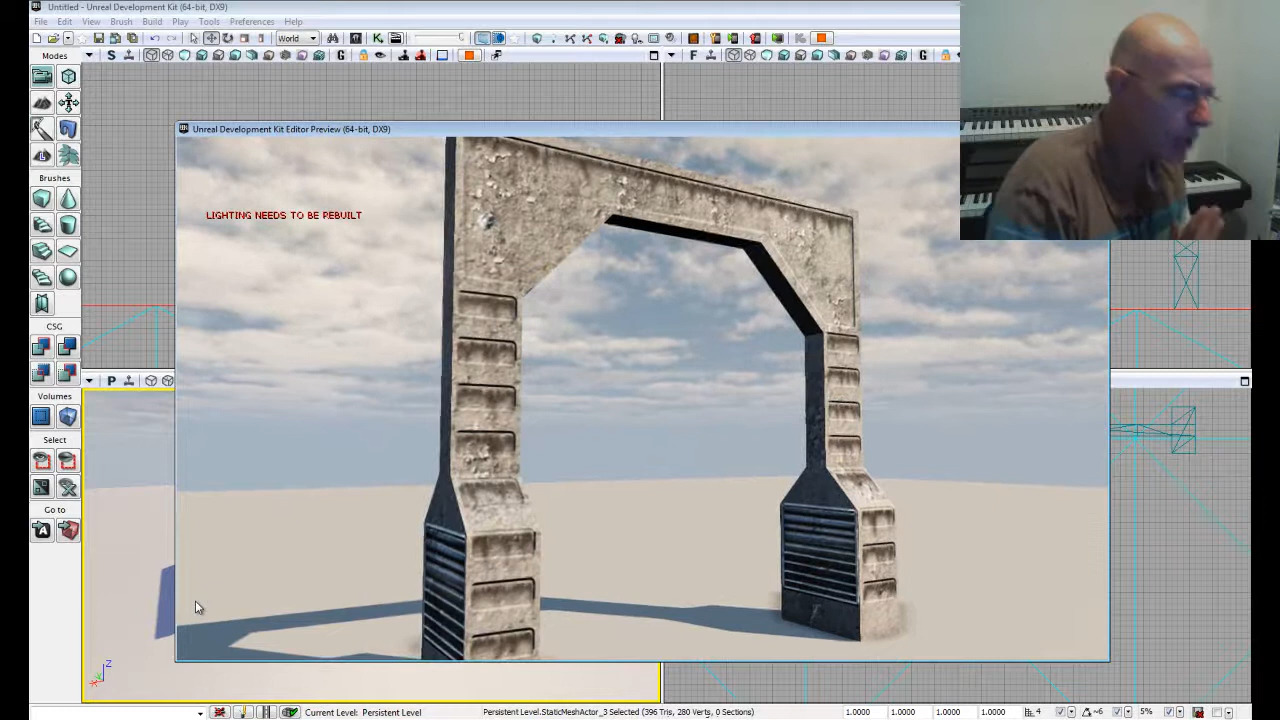 Untitled - Unreal Development Kit (64-bit, DX9)
File Edit View Brush Build Play Tools Preferences Help
World
Modes
S G F G
Unreal Development Kit Editor Preview (64-bit, DX9)
LIGHTING NEEDS TO BE REBUILT
Brushes
CSG
P
Volumes
Select
Go to
Z
Current Level: Persistent Level
Persistent Level.StaticMeshActor_3 Selected (396 Tris, 280 Verts, 0 Sections)
1.0000 1.0000 1.0000 1.0000 4 ~6 5%